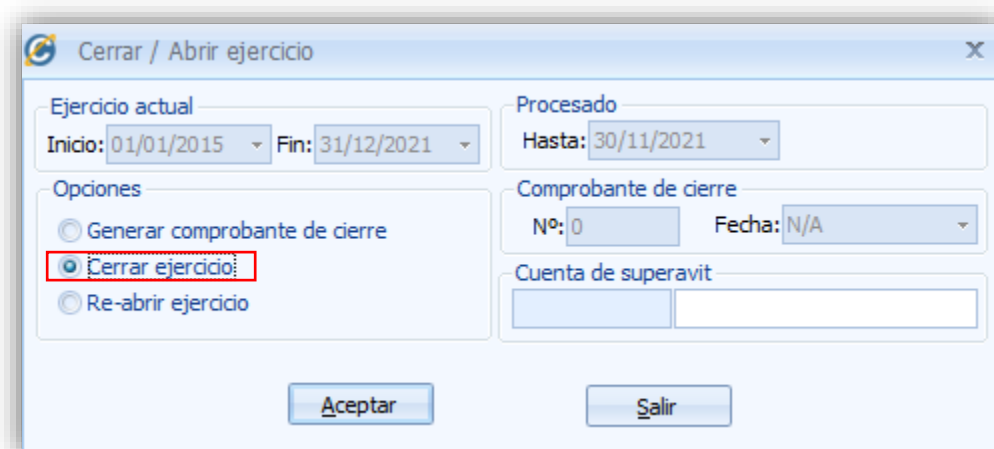 Cerrar / Abrir ejercicio
Ejercicio actual
Inicio: 01/01/2015 Fin: 31/12/2021
Procesado
Hasta: 30/11/2021
Opciones
Generar comprobante de cierre
Cerrar ejercicio
Re-abrir ejercicio
Comprobante de cierre
Nº: 0 Fecha: N/A
Cuenta de superavit
Aceptar Salir